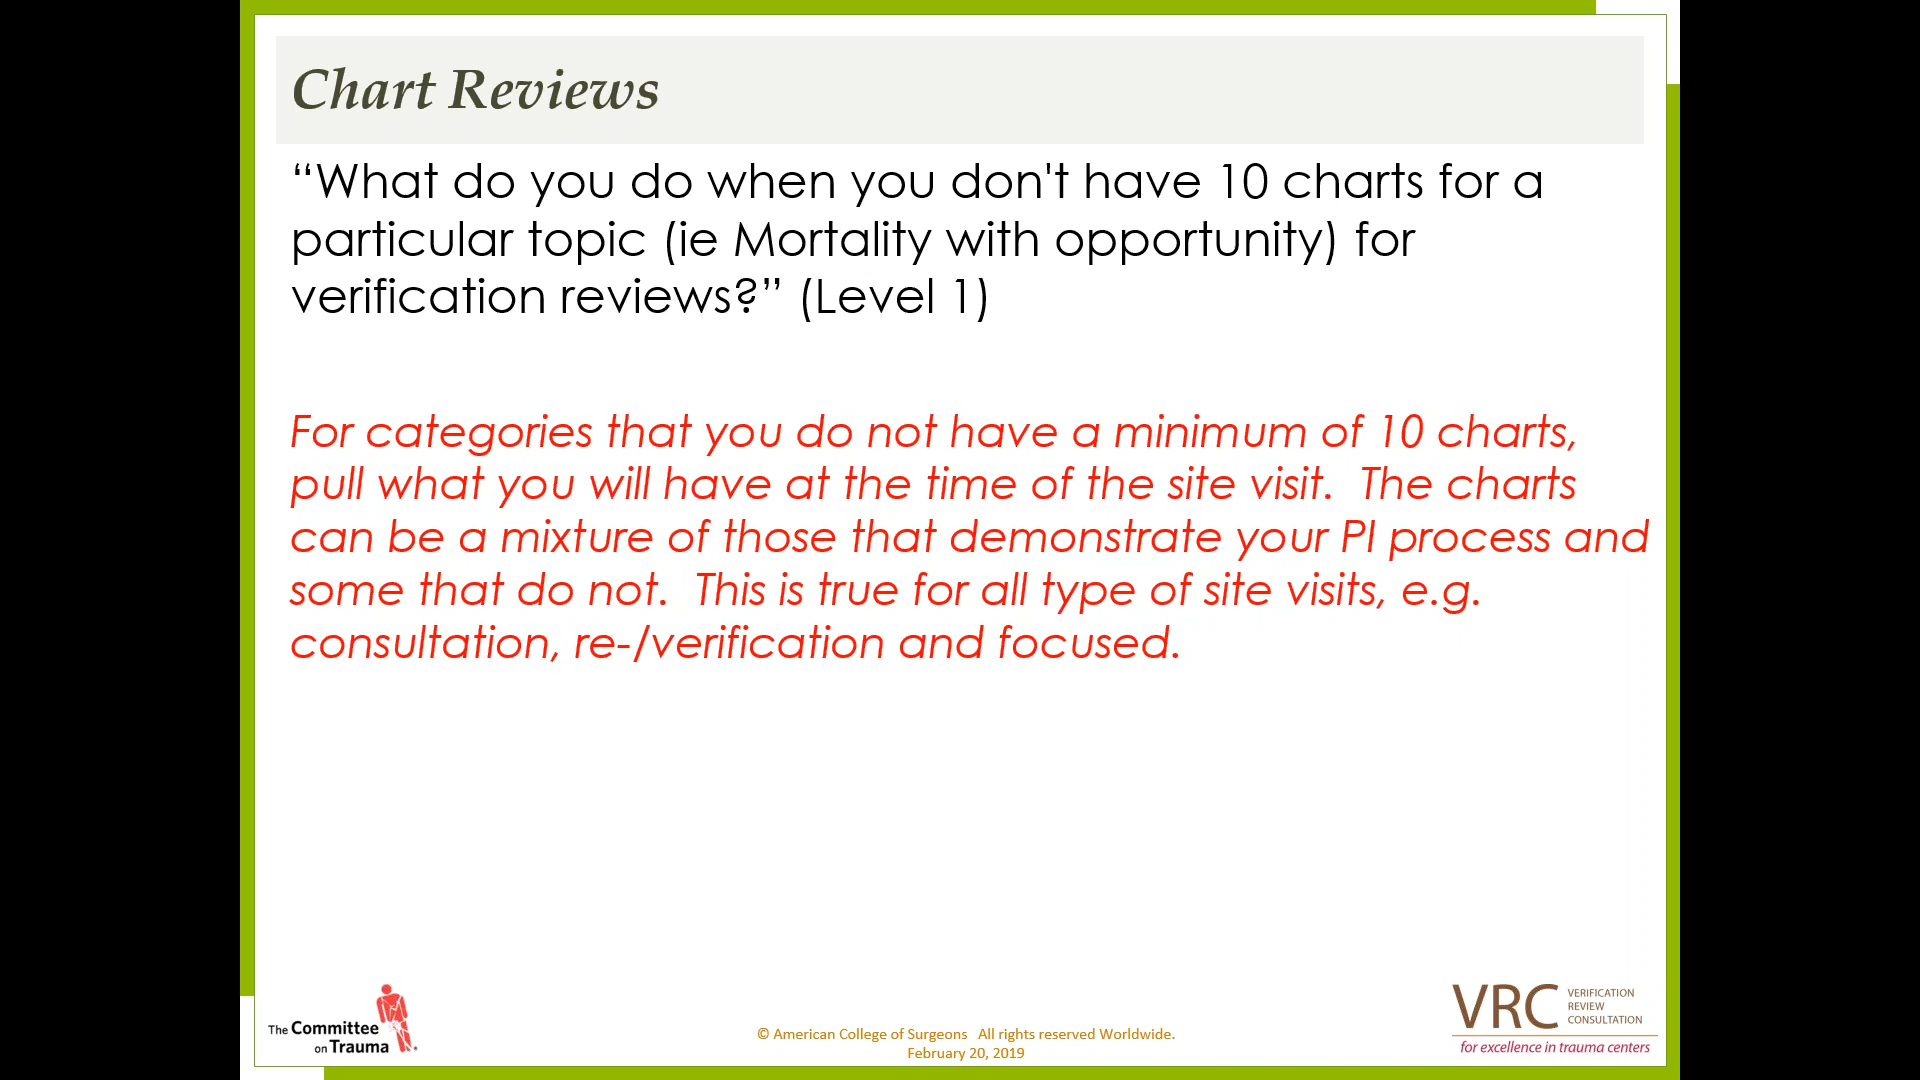 Chart Reviews
“What do you do when you don't have 10 charts for a
particular topic (ie Mortality with opportunity) for
verification reviews?” (Level 1)
For categories that you do not have a minimum of 10 charts,
pull what you will have at the time of the site visit.  The charts
can be a mixture of those that demonstrate your PI process and
some that do not.  This is true for all type of site visits, e.g.
consultation, re-/verification and focused.
The Committee
on Trauma
© American College of Surgeons   All rights reserved Worldwide.
February 20, 2019
VRC
VERIFICATION
REVIEW
CONSULTATION
for excellence in trauma centers